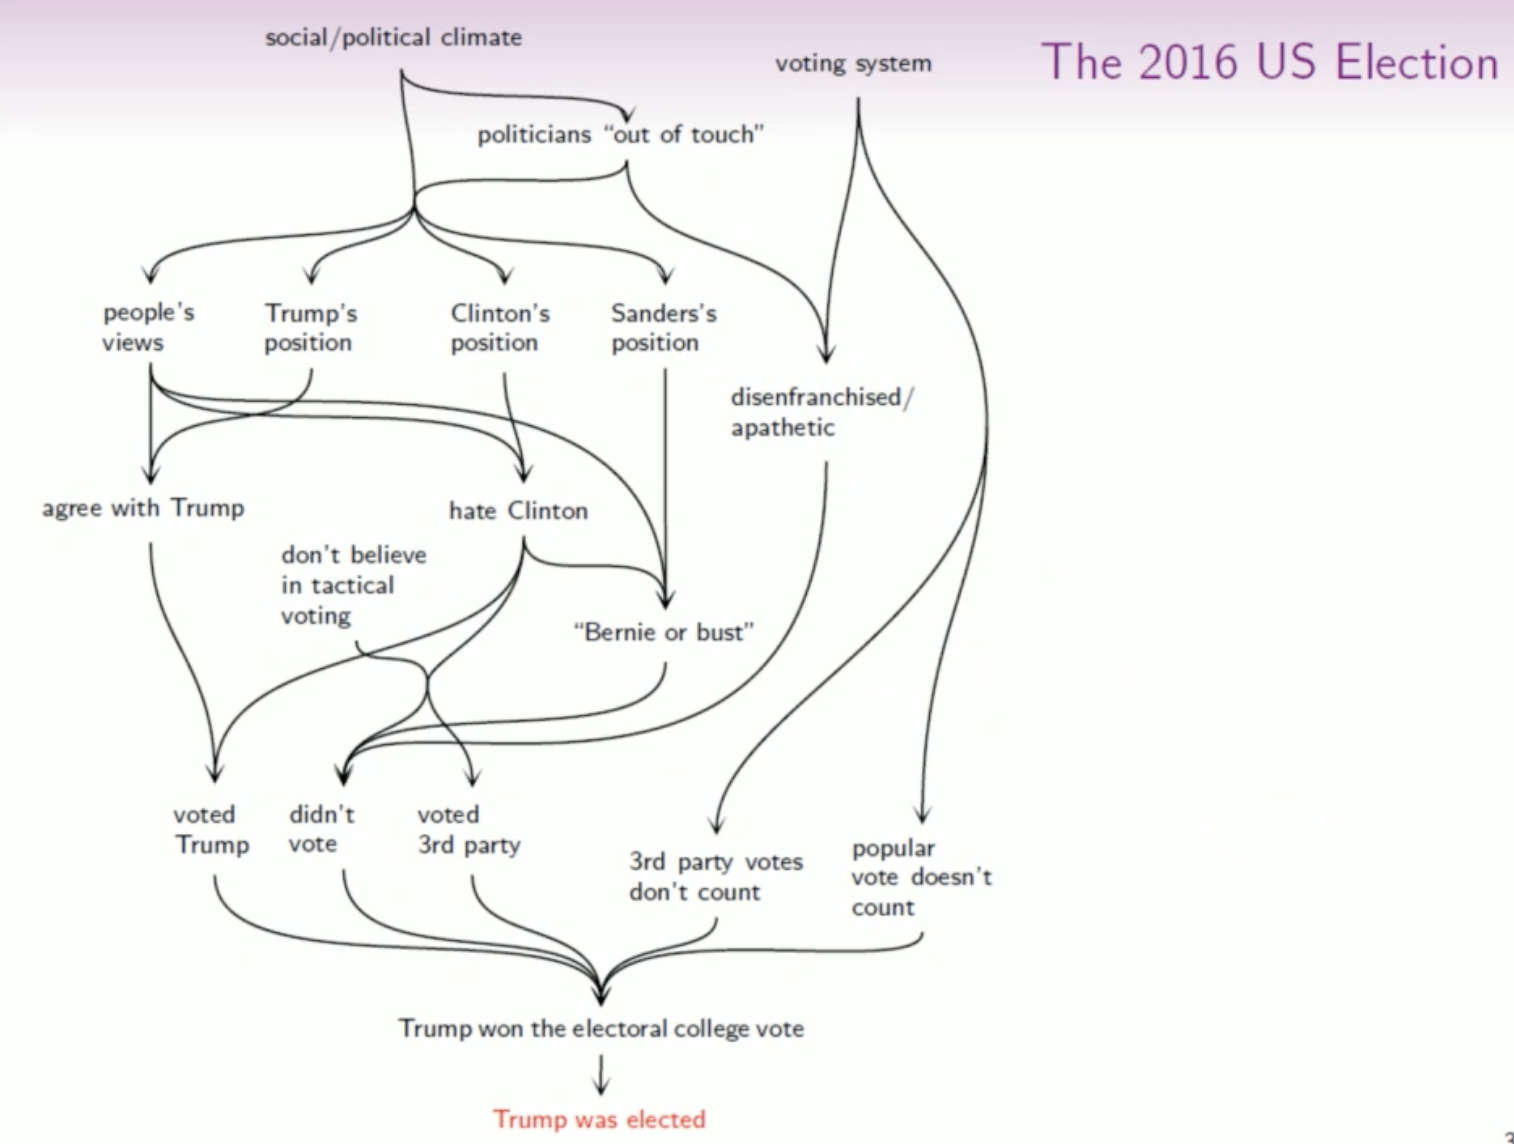 social/political climate
voting system
The 2016 US Election
politicians “out of touch”
people's
views
Trump's
position
Clinton's
position
Sanders's
position
disenfranchised/
apathetic
agree with Trump
hate Clinton
don't believe
in tactical
voting
“Bernie or bust”
voted
Trump
didn't
vote
voted
3rd party
3rd party votes
don't count
popular
vote doesn't
count
Trump won the electoral college vote
Trump was elected